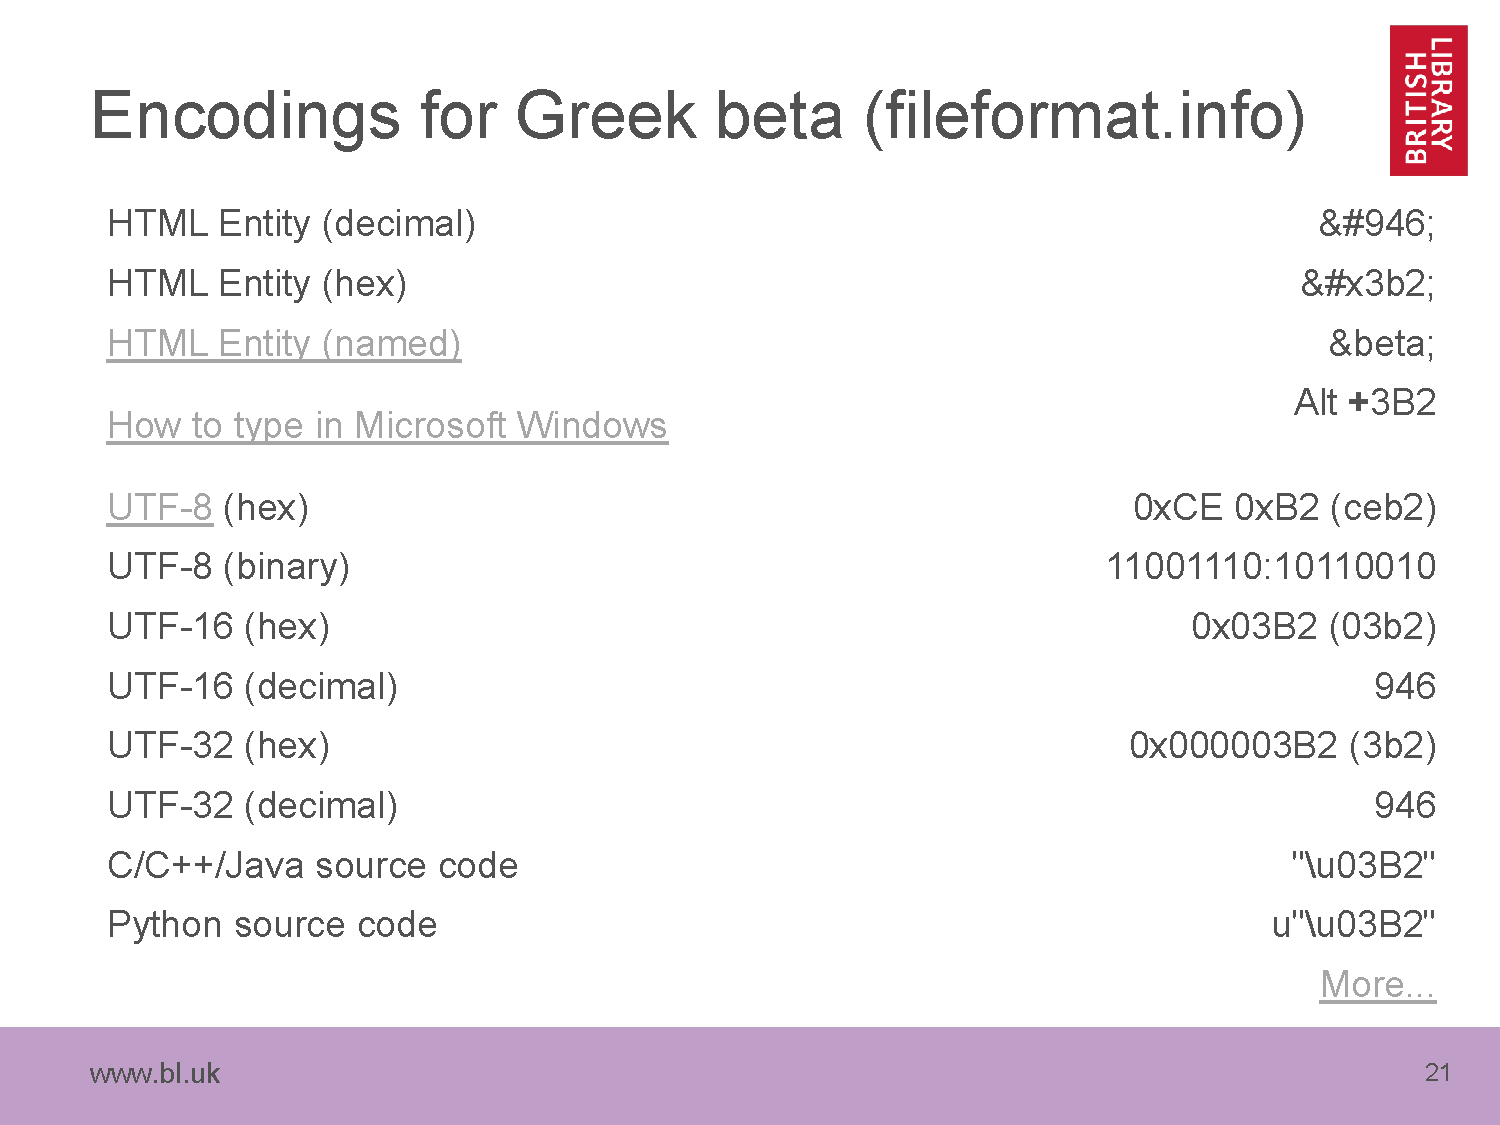 Encodings for Greek beta (fileformat.info)
BRITISH
LIBRARY
HTML Entity (decimal) &#946;
HTML Entity (hex) &#x3b2;
HTML Entity (named) &beta;
How to type in Microsoft Windows Alt +3B2
UTF-8 (hex) 0xCE 0xB2 (ceb2)
UTF-8 (binary) 11001110:10110010
UTF-16 (hex) 0x03B2 (03b2)
UTF-16 (decimal) 946
UTF-32 (hex) 0x000003B2 (3b2)
UTF-32 (decimal) 946
C/C++/Java source code "\u03B2"
Python source code u"\u03B2"
More...
www.bl.uk 21